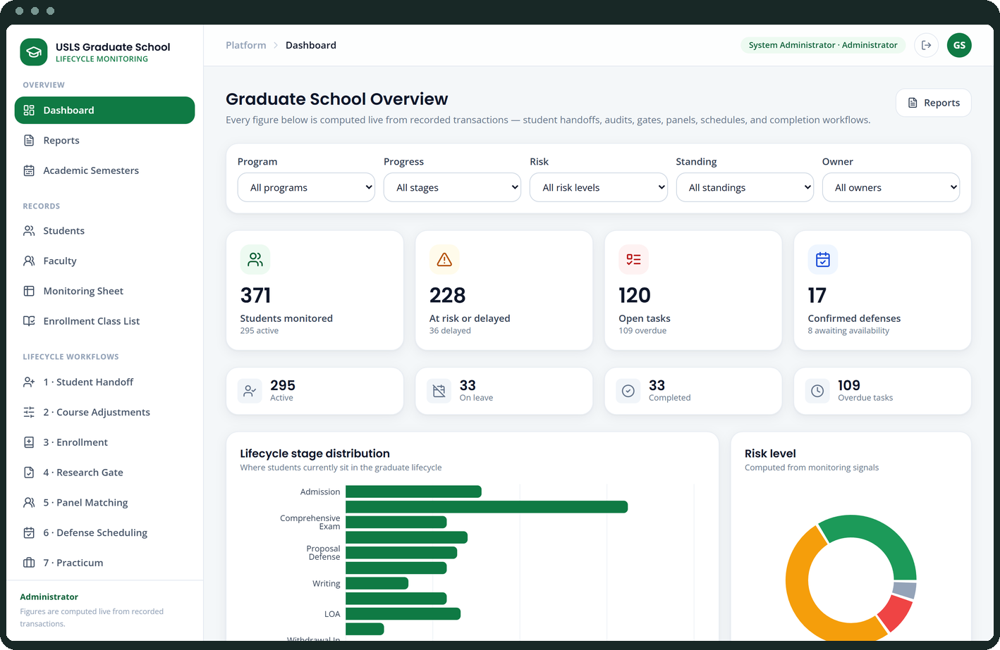 USLS Graduate School
LIFECYCLE MONITORING
OVERVIEW
Dashboard
Reports
Academic Semesters
RECORDS
Students
Faculty
Monitoring Sheet
Enrollment Class List
LIFECYCLE WORKFLOWS
1 · Student Handoff
2 · Course Adjustments
3 · Enrollment
4 · Research Gate
5 · Panel Matching
6 · Defense Scheduling
7 · Practicum
Administrator
Figures are computed live from recorded
transactions.
Platform > Dashboard
System Administrator · Administrator
GS
Graduate School Overview
Every figure below is computed live from recorded transactions — student handoffs, audits, gates, panels, schedules, and completion workflows.
Reports
Program
All programs
Progress
All stages
Risk
All risk levels
Standing
All standings
Owner
All owners
371
Students monitored
295 active
228
At risk or delayed
36 delayed
120
Open tasks
109 overdue
17
Confirmed defenses
8 awaiting availability
295
Active
33
On leave
33
Completed
109
Overdue tasks
Lifecycle stage distribution
Where students currently sit in the graduate lifecycle
Admission
Comprehensive
Exam
Proposal
Defense
Writing
LOA
Withdrawal In
Risk level
Computed from monitoring signals